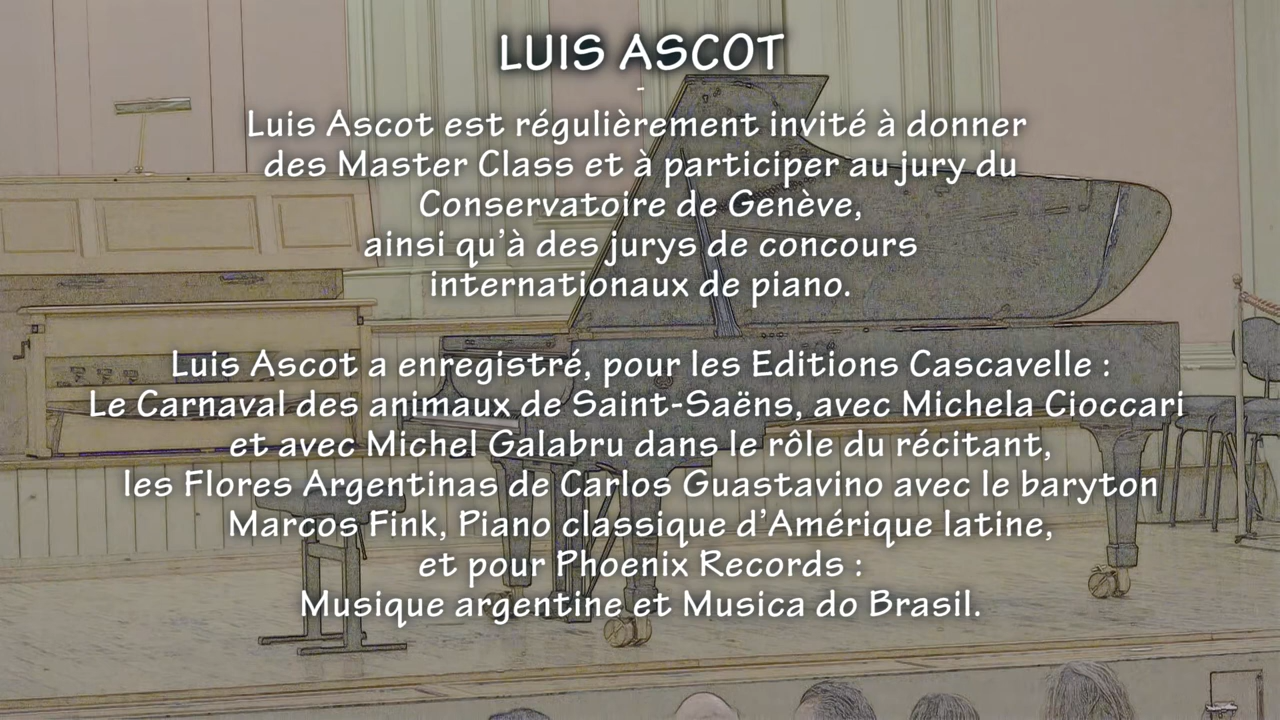 LUIS ASCOT
-
Luis Ascot est régulièrement invité à donner
des Master Class et à participer au jury du
Conservatoire de Genève,
ainsi qu’à des jurys de concours
internationaux de piano.
Luis Ascot a enregistré, pour les Editions Cascavelle :
Le Carnaval des animaux de Saint-Saëns, avec Michela Cioccari
et avec Michel Galabru dans le rôle du récitant,
les Flores Argentinas de Carlos Guastavino avec le baryton
Marcos Fink, Piano classique d’Amérique latine,
et pour Phoenix Records :
Musique argentine et Musica do Brasil.